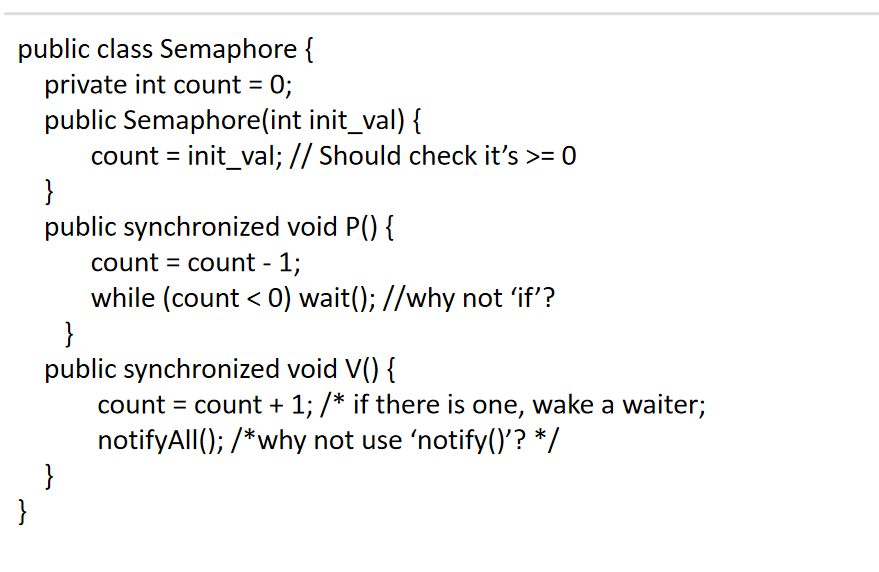 public class Semaphore {
private int count = 0;
public Semaphore(int init_val) {
count = init_val; // Should check it’s >= 0
}
public synchronized void P() {
count = count - 1;
while (count < 0) wait(); //why not ‘if’?
}
public synchronized void V() {
count = count + 1; /* if there is one, wake a waiter;
notifyAll(); /*why not use ‘notify()’? */
}
}